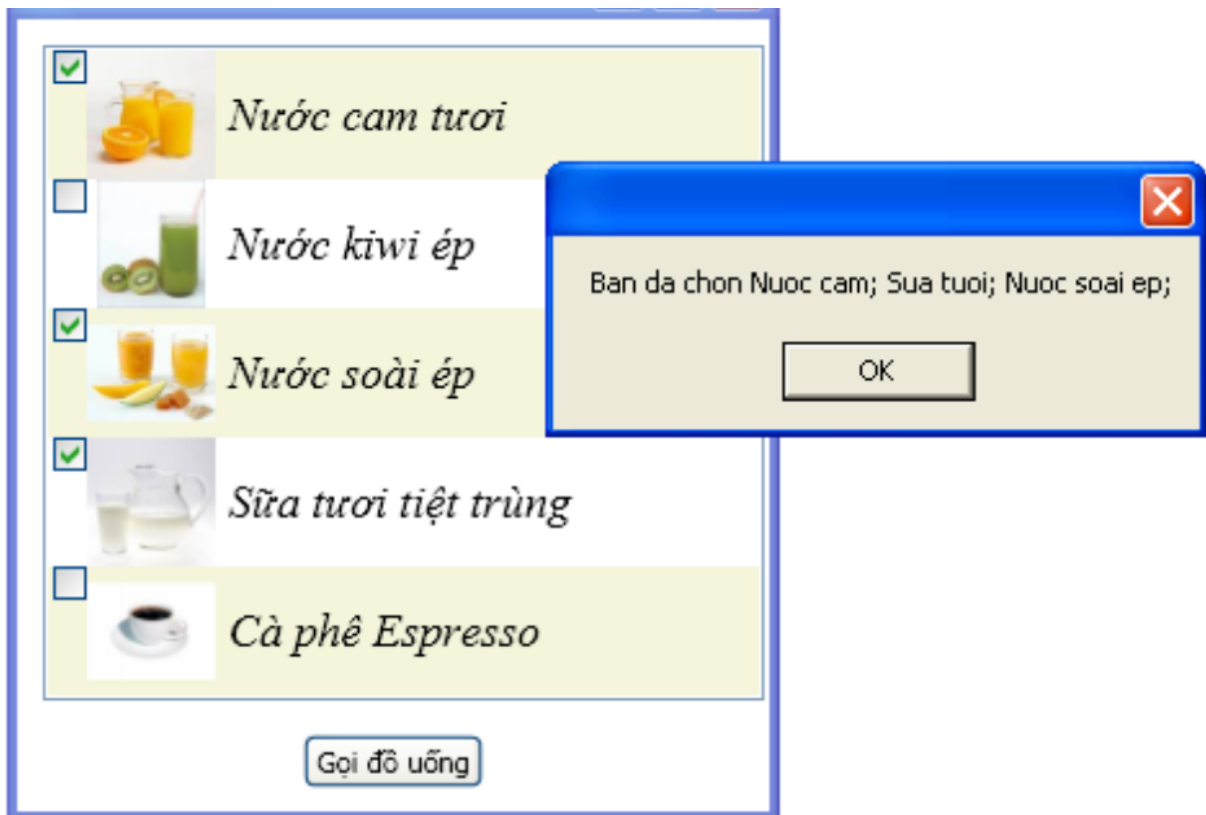 Nước cam tươi
Nước kiwi ép
Nước soài ép
Sữa tươi tiệt trùng
Cà phê Espresso
Gọi đồ uống
Ban da chon Nuoc cam; Sua tuoi; Nuoc soai ep;
OK